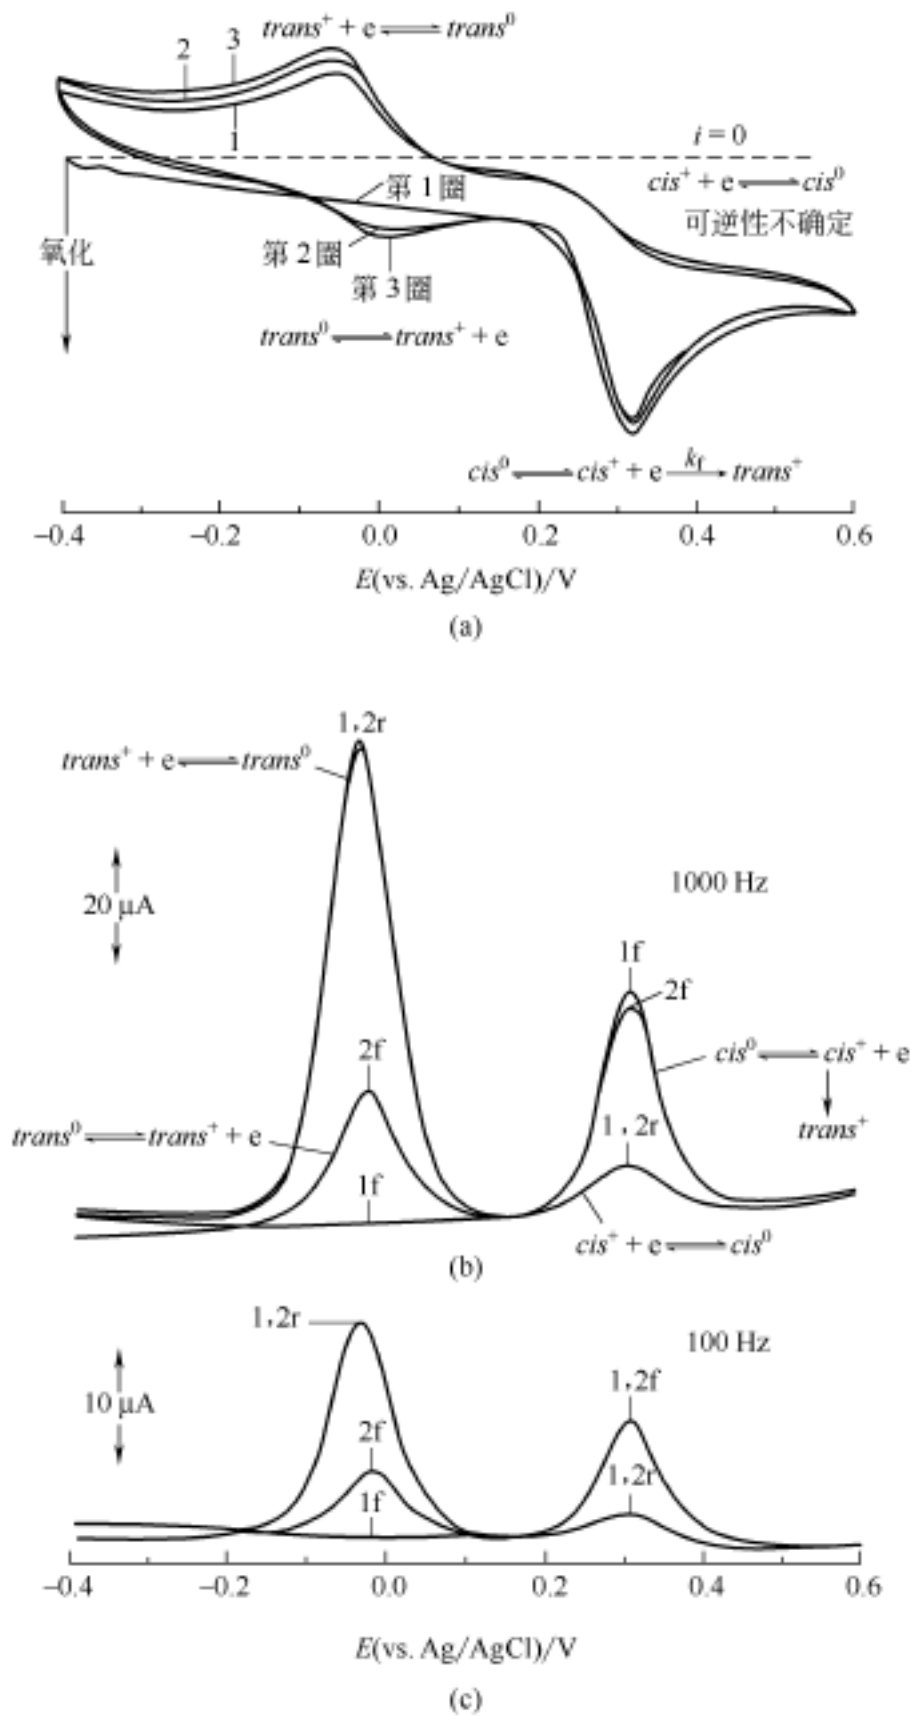 trans⁺ + e ⇌ trans⁰
2
3
1
i = 0
第 1 圈
cis⁺ + e ⇌ cis⁰
可逆性不确定
氧化
第 2 圈
第 3 圈
trans⁰ ⇌ trans⁺ + e
cis⁰ ⇌ cis⁺ + e —kf→ trans⁺
−0.4 −0.2 0.0 0.2 0.4 0.6
E(vs. Ag/AgCl)/V
(a)
1,2r
trans⁺ + e ⇌ trans⁰
1000 Hz
20 μA
1f
2f
2f
cis⁰ ⇌ cis⁺ + e
↓
trans⁺
1,2r
trans⁰ ⇌ trans⁺ + e
1f
cis⁺ + e ⇌ cis⁰
(b)
1,2r
100 Hz
10 μA
1,2f
2f
1,2r
1f
−0.4 −0.2 0.0 0.2 0.4 0.6
E(vs. Ag/AgCl)/V
(c)